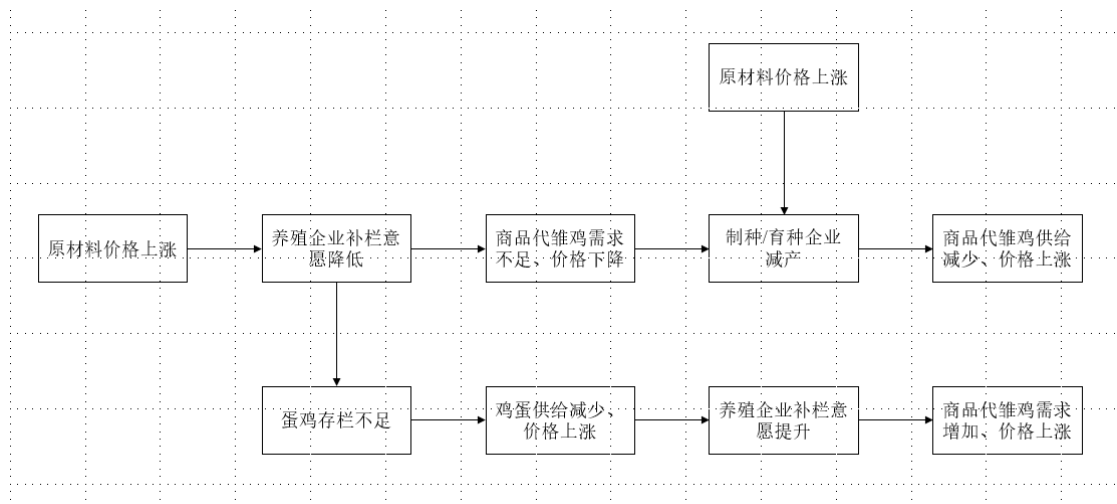 原材料价格上涨
原材料价格上涨
养殖企业补栏意
愿降低
商品代雏鸡需求
不足、价格下降
制种/育种企业
减产
商品代雏鸡供给
减少、价格上涨
蛋鸡存栏不足
鸡蛋供给减少、
价格上涨
养殖企业补栏意
愿提升
商品代雏鸡需求
增加、价格上涨